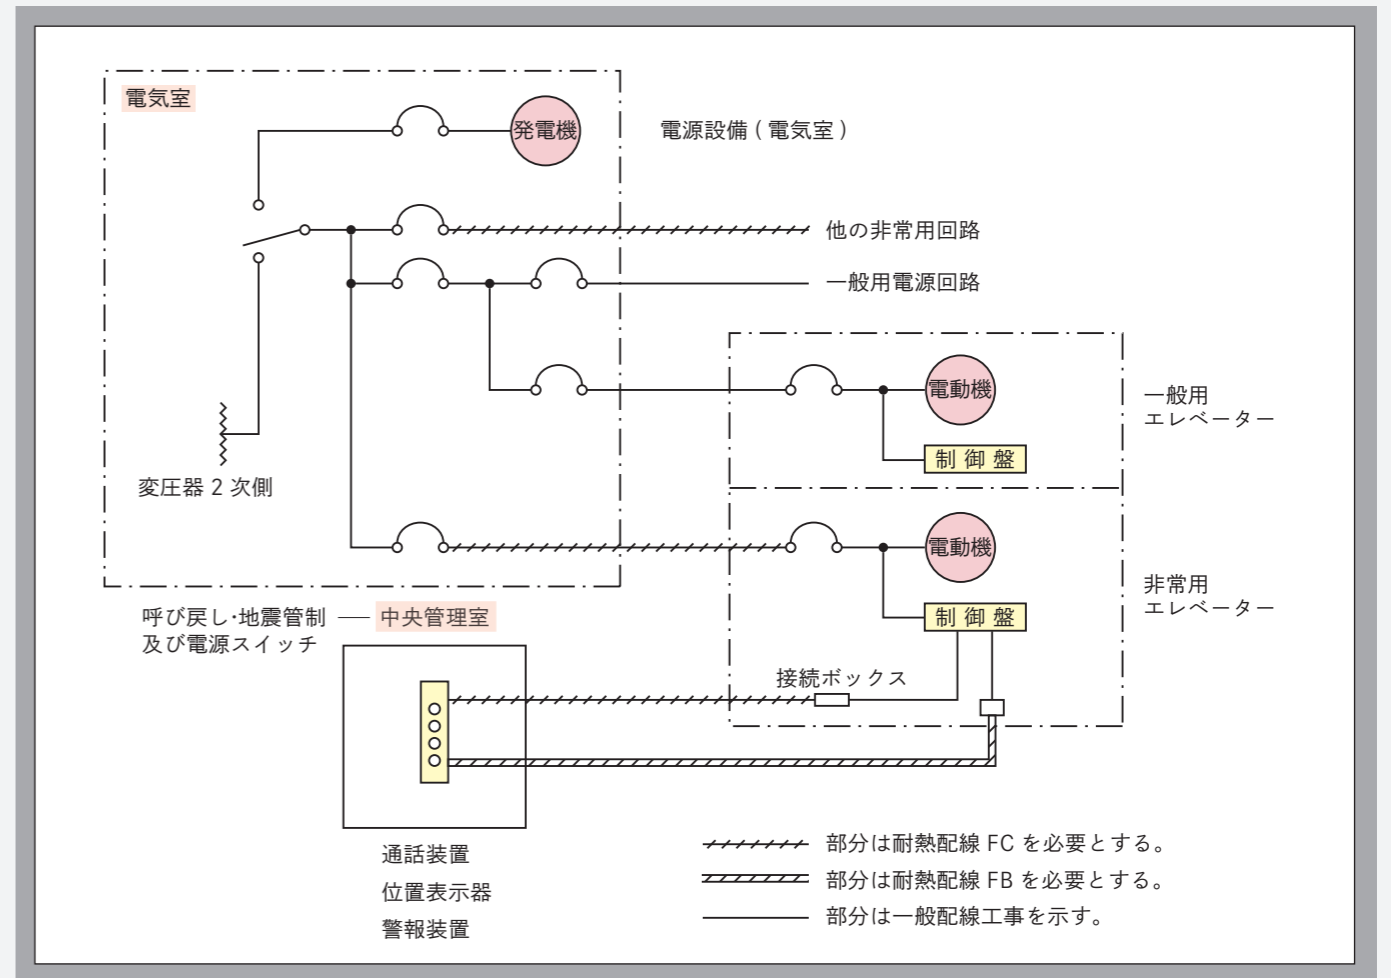 電気室
発電機
電源設備 ( 電気室 )
他の非常用回路
一般用電源回路
電動機
一般用
エレベーター
制 御 盤
変圧器 2 次側
電動機
非常用
エレベーター
制 御 盤
呼び戻し･地震管制
及び電源スイッチ
中央管理室
接続ボックス
通話装置
位置表示器
警報装置
部分は耐熱配線 FC を必要とする。
部分は耐熱配線 FB を必要とする。
部分は一般配線工事を示す。